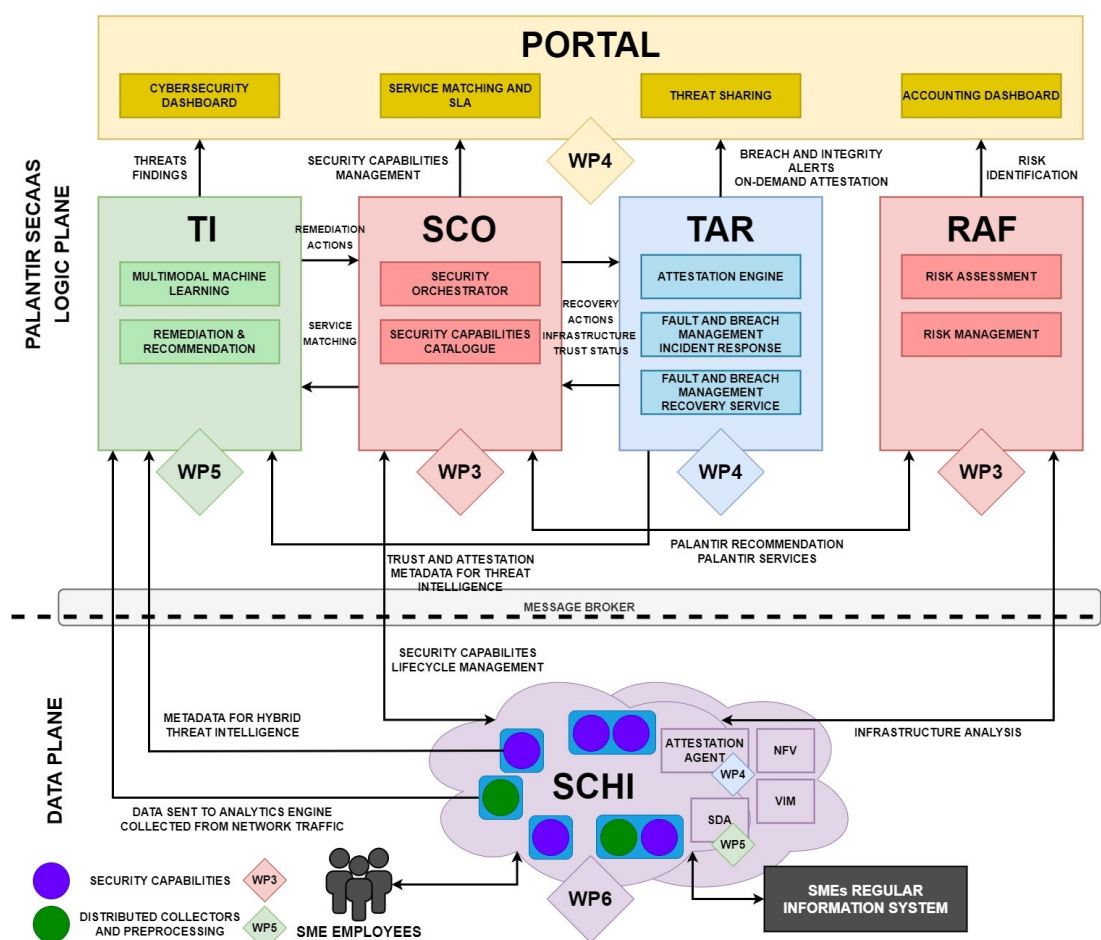 PORTAL
CYBERSECURITY
DASHBOARD
SERVICE MATCHING AND
SLA
THREAT SHARING
ACCOUNTING DASHBOARD
WP4
THREATS
FINDINGS
SECURITY CAPABILITIES
MANAGEMENT
BREACH AND INTEGRITY
ALERTS
ON-DEMAND ATTESTATION
RISK
IDENTIFICATION
PALANTIR SECAAS
LOGIC PLANE
TI
MULTIMODAL MACHINE
LEARNING
REMEDIATION &
RECOMMENDATION
WP5
REMEDIATION
ACTIONS
SERVICE
MATCHING
SCO
SECURITY
ORCHESTRATOR
SECURITY CAPABILITIES
CATALOGUE
WP3
RECOVERY
ACTIONS
INFRASTRUCTURE
TRUST STATUS
TAR
ATTESTATION ENGINE
FAULT AND BREACH
MANAGEMENT
INCIDENT RESPONSE
FAULT AND BREACH
MANAGEMENT
RECOVERY SERVICE
WP4
RAF
RISK ASSESSMENT
RISK MANAGEMENT
WP3
TRUST AND ATTESTATION
METADATA FOR THREAT
INTELLIGENCE
PALANTIR RECOMMENDATION
PALANTIR SERVICES
MESSAGE BROKER
DATA PLANE
SECURITY CAPABILITES
LIFECYCLE MANAGEMENT
METADATA FOR HYBRID
THREAT INTELLIGENCE
INFRASTRUCTURE ANALYSIS
DATA SENT TO ANALYTICS ENGINE
COLLECTED FROM NETWORK TRAFFIC
SCHI
ATTESTATION
AGENT
WP4
NFV
VIM
SDA
WP5
WP6
SECURITY CAPABILITIES
WP3
DISTRIBUTED COLLECTORS
AND PREPROCESSING
WP5
SME EMPLOYEES
SMEs REGULAR
INFORMATION SYSTEM